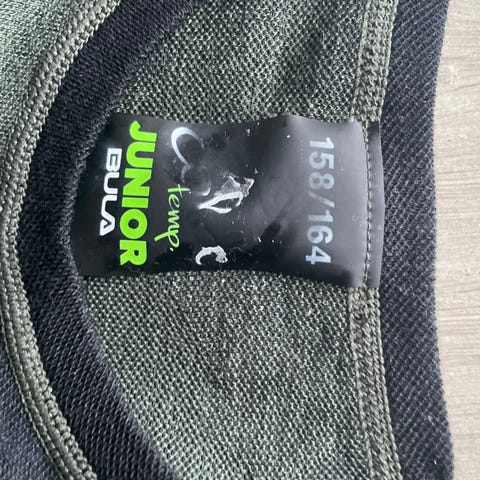 158/164
temp.
JUNIOR
BULA